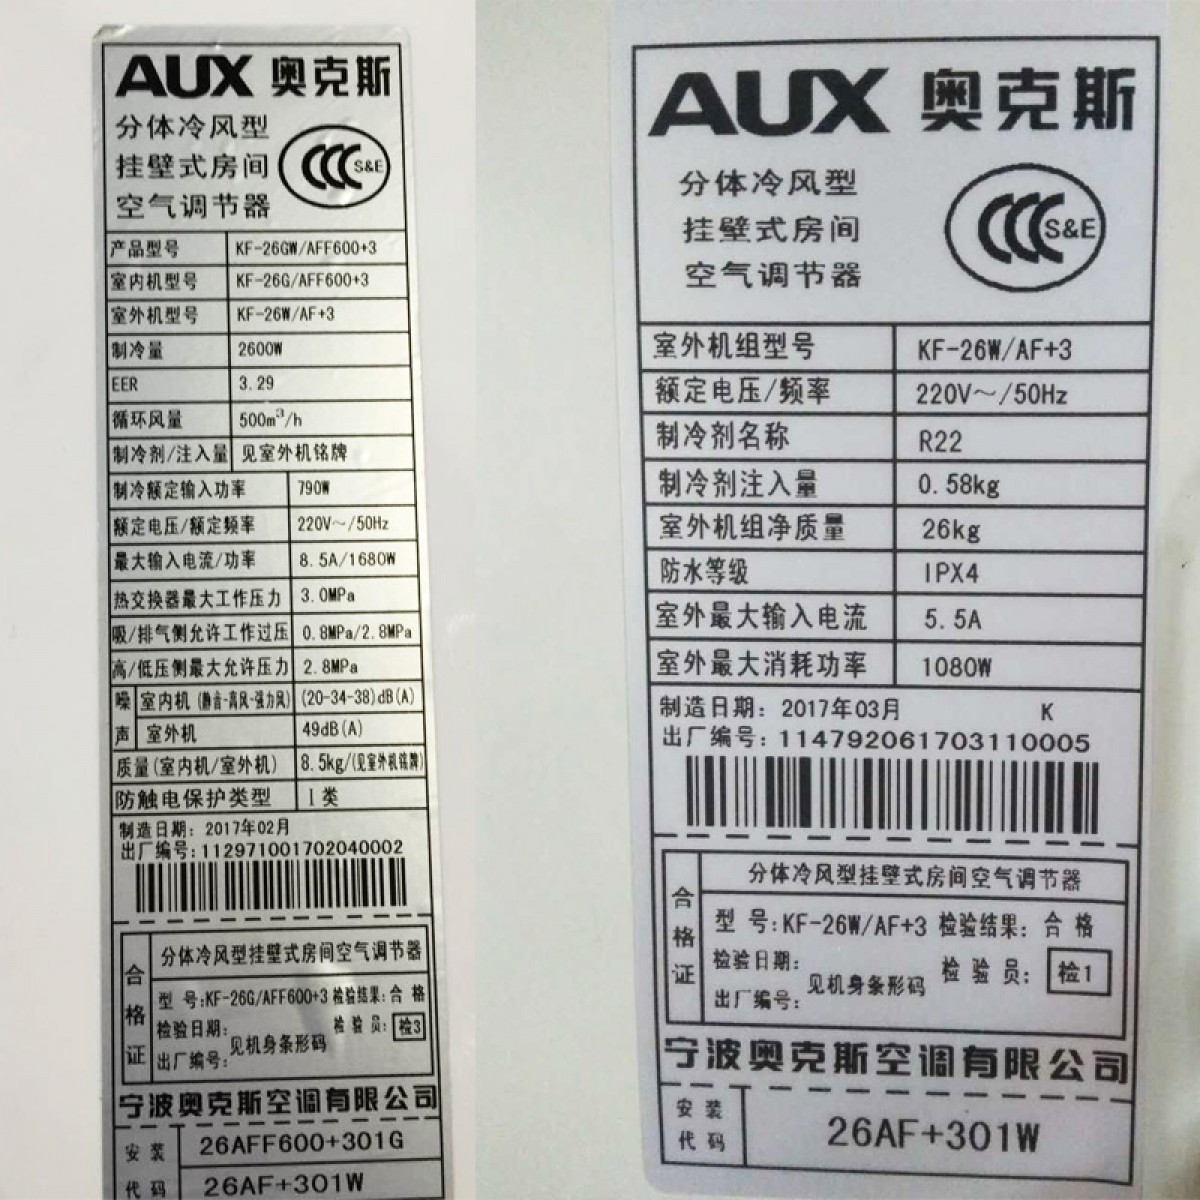 AUX 奥克斯
分体冷风型
挂壁式房间
空气调节器
CCC S&E
产品型号 KF-26GW/AFF600+3
室内机型号 KF-26G/AFF600+3
室外机型号 KF-26W/AF+3
制冷量 2600W
EER 3.29
循环风量 500m³/h
制冷剂/注入量 见室外机铭牌
制冷额定输入功率 790W
额定电压/额定频率 220V～/50Hz
最大输入电流/功率 8.5A/1680W
热交换器最大工作压力 3.0MPa
吸/排气侧允许工作过压 0.8MPa/2.8MPa
高/低压侧最大允许压力 2.8MPa
噪声 室内机(静音-高风-强力风) (20-34-38)dB(A)
室外机 49dB(A)
质量(室内机/室外机) 8.5kg/(见室外机铭牌)
防触电保护类型 I类
制造日期: 2017年02月
出厂编号:112971001702040002
合格证
分体冷风型挂壁式房间空气调节器
型 号:KF-26G/AFF600+3 检验结果: 合 格
检验日期: 见机身条形码 检 验 员: 检3
出厂编号:
宁波奥克斯空调有限公司
安装代码 26AFF600+301G
26AF+301W
AUX 奥克斯
分体冷风型
挂壁式房间
空气调节器
CCC S&E
室外机组型号 KF-26W/AF+3
额定电压/频率 220V～/50Hz
制冷剂名称 R22
制冷剂注入量 0.58kg
室外机组净质量 26kg
防水等级 IPX4
室外最大输入电流 5.5A
室外最大消耗功率 1080W
制造日期: 2017年03月 K
出厂编号: 114792061703110005
合格证
分体冷风型挂壁式房间空气调节器
型 号:KF-26W/AF+3 检验结果: 合 格
检验日期: 见机身条形码 检 验 员: 检1
出厂编号:
宁波奥克斯空调有限公司
安装代码 26AF+301W